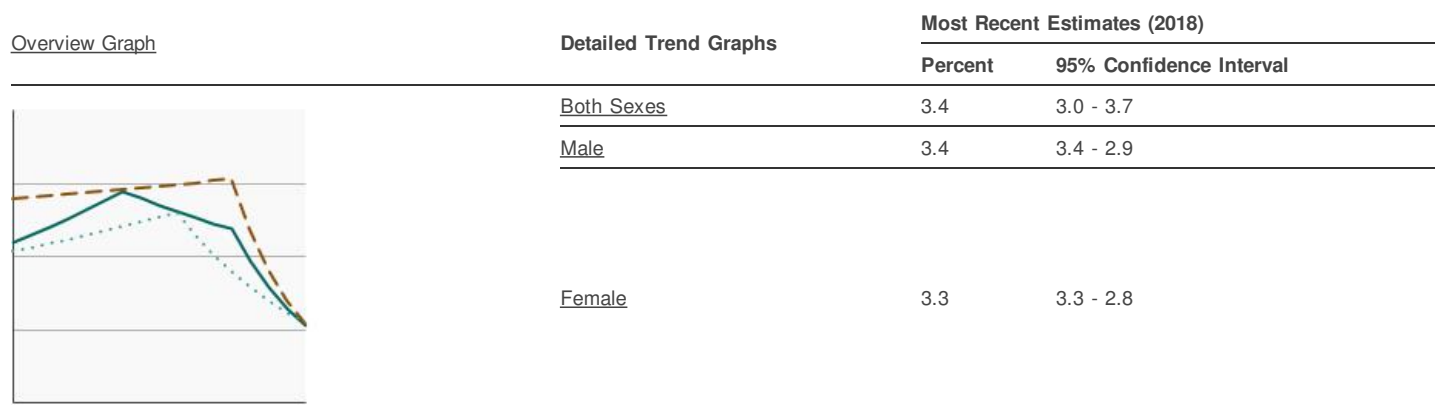 Overview Graph
Detailed Trend Graphs
Most Recent Estimates (2018)
Percent 95% Confidence Interval
Both Sexes 3.4 3.0 - 3.7
Male 3.4 3.4 - 2.9
Female 3.3 3.3 - 2.8